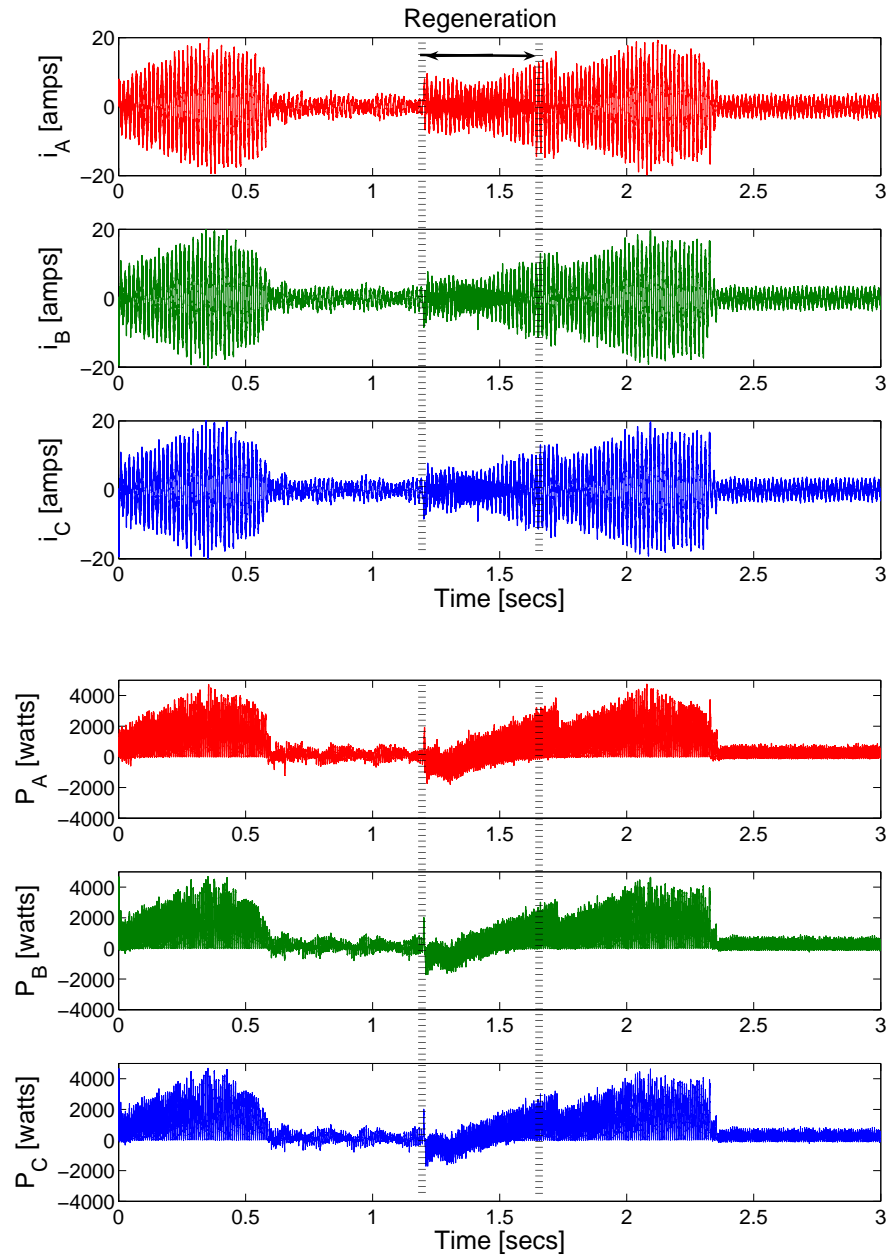 Regeneration
i_A [amps]
20
0
−20
0 0.5 1 1.5 2 2.5 3
i_B [amps]
20
0
−20
0 0.5 1 1.5 2 2.5 3
i_C [amps]
20
0
−20
0 0.5 1 1.5 2 2.5 3
Time [secs]
P_A [watts]
4000
2000
0
−2000
−4000
0 0.5 1 1.5 2 2.5 3
P_B [watts]
4000
2000
0
−2000
−4000
0 0.5 1 1.5 2 2.5 3
P_C [watts]
4000
2000
0
−2000
−4000
0 0.5 1 1.5 2 2.5 3
Time [secs]